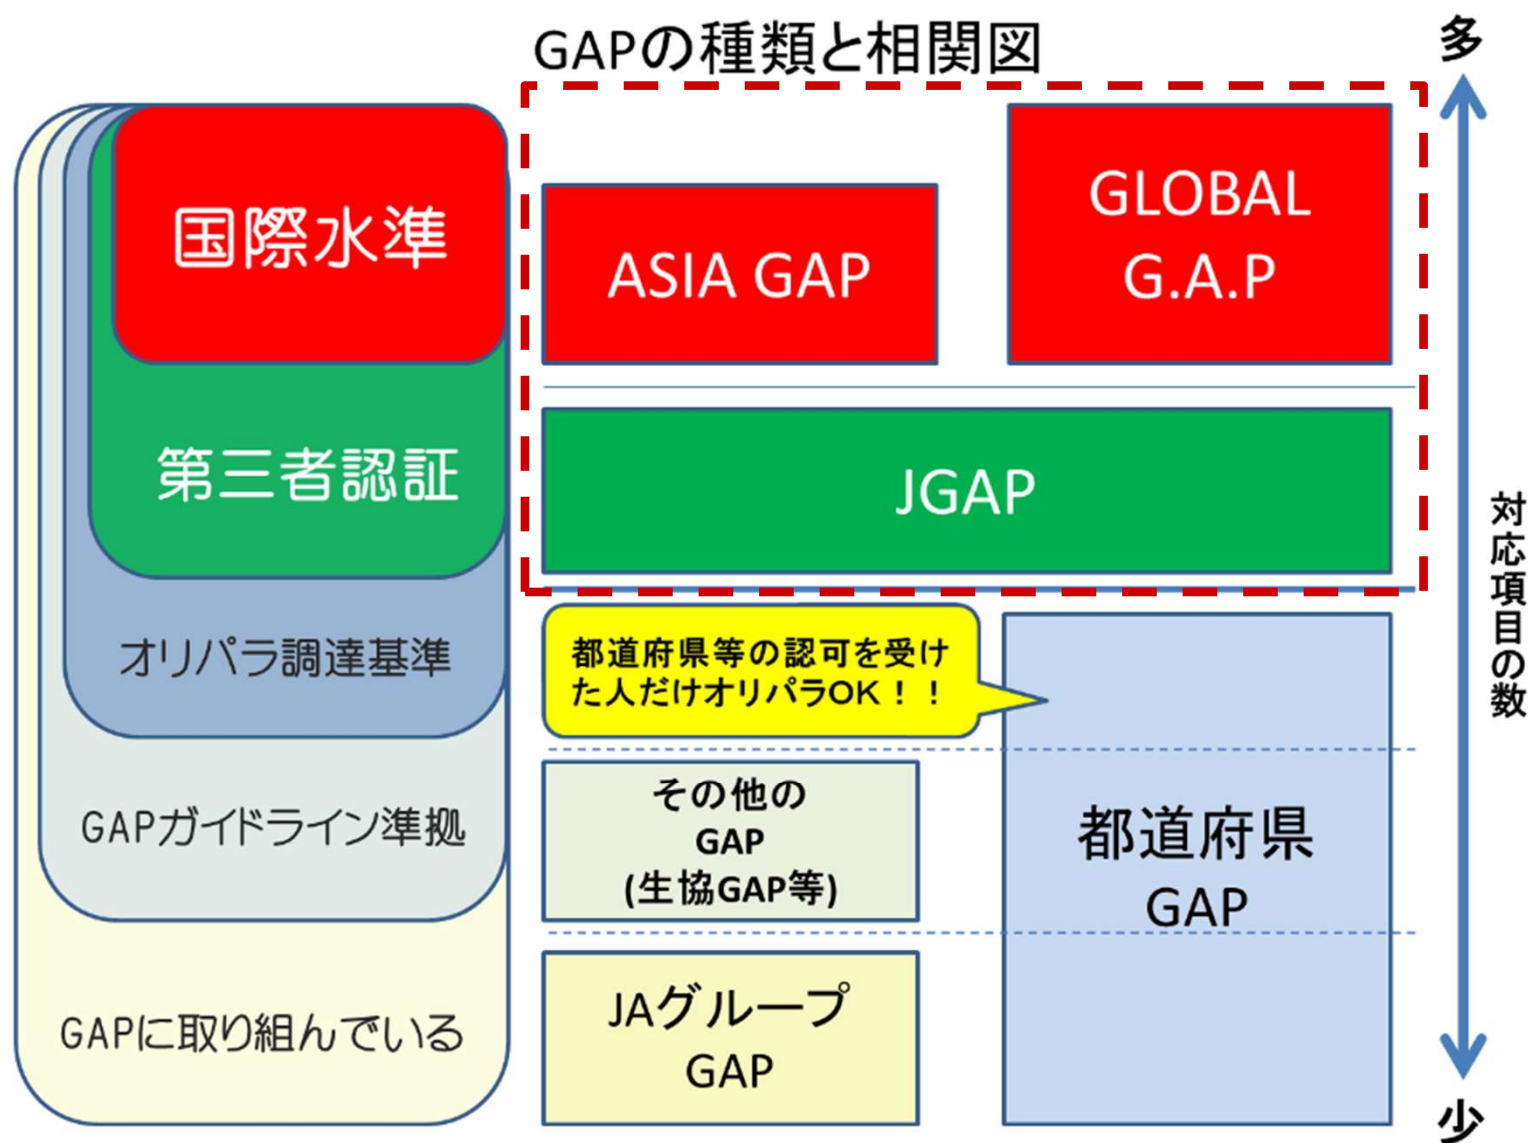 GAPの種類と相関図
多
国際水準
ASIA GAP
GLOBAL
G.A.P
第三者認証
JGAP
対応項目の数
オリパラ調達基準
都道府県等の認可を受け
た人だけオリパラOK！！
GAPガイドライン準拠
その他の
GAP
(生協GAP等)
都道府県
GAP
GAPに取り組んでいる
JAグループ
GAP
少